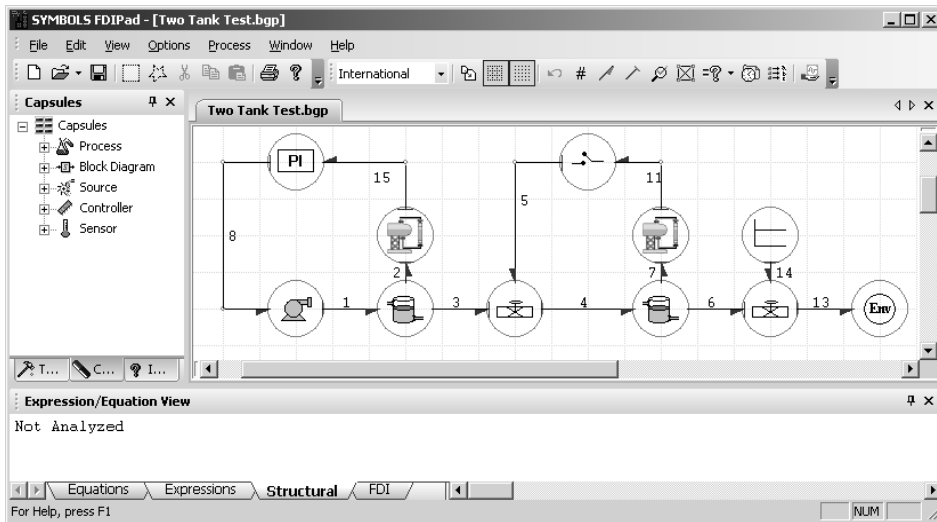 SYMBOLS FDIPad - [Two Tank Test.bgp]
File Edit View Options Process Window Help
International # =?
Capsules
Two Tank Test.bgp
Capsules
Process
Block Diagram
Source
Controller
Sensor
PI
15
11
5
8
2
7
14
1
3
4
6
13
Env
T... C... I...
Expression/Equation View
Not Analyzed
Equations Expressions Structural FDI
For Help, press F1
NUM